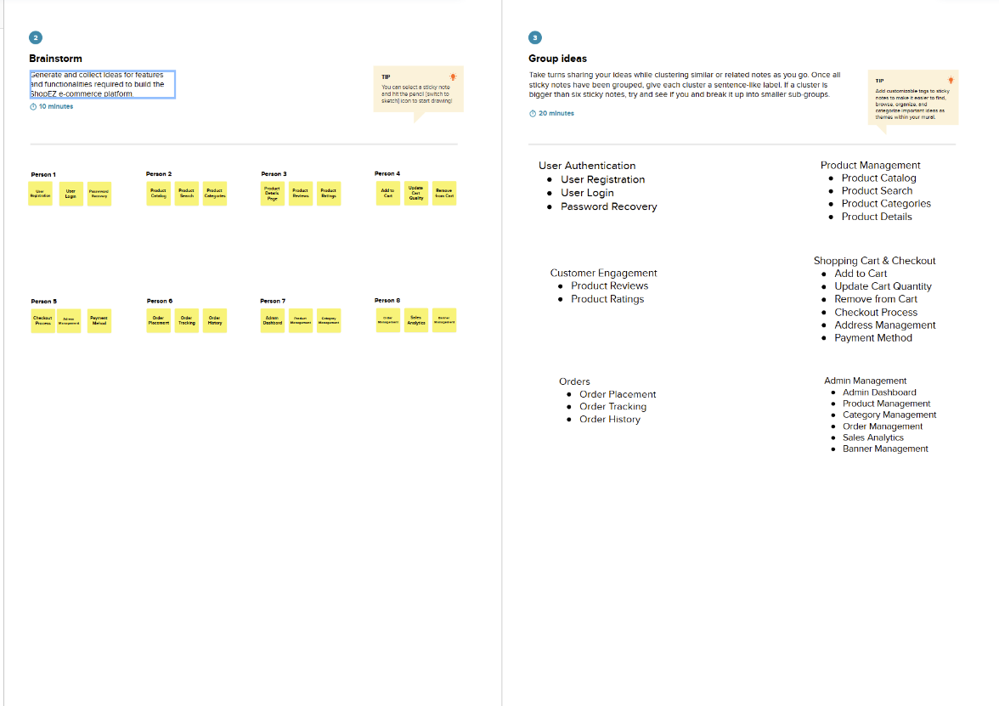 2
Brainstorm
Generate and collect ideas for features
and functionalities required to build the
ShopEZ e-commerce platform.
10 minutes
TIP
You can select a sticky note
and hit the pencil [switch to
sketch] icon to start drawing!
Person 1
User
Registration
User
Login
Password
Recovery
Person 2
Product
Catalog
Product
Search
Product
Categories
Person 3
Product
Details
Page
Product
Reviews
Product
Ratings
Person 4
Add to
Cart
Update
Cart
Quality
Remove
from Cart
Person 5
Checkout
Process
Adress
Management
Payment
Mehod
Person 6
Order
Placement
Order
Tracking
Order
History
Person 7
Admin
Dashboard
Product
Management
Category
Management
Person 8
Order
Management
Sales
Analytics
Banner
Management
3
Group ideas
Take turns sharing your ideas while clustering similar or related notes as you go. Once all
sticky notes have been grouped, give each cluster a sentence-like label. If a cluster is
bigger than six sticky notes, try and see if you and break it up into smaller sub-groups.
20 minutes
TIP
Add customizable tags to sticky
notes to make it easier to find,
browse, organize, and
categorize important ideas as
themes within your mural.
User Authentication
• User Registration
• User Login
• Password Recovery
Product Management
• Product Catalog
• Product Search
• Product Categories
• Product Details
Customer Engagement
• Product Reviews
• Product Ratings
Shopping Cart & Checkout
• Add to Cart
• Update Cart Quantity
• Remove from Cart
• Checkout Process
• Address Management
• Payment Method
Orders
• Order Placement
• Order Tracking
• Order History
Admin Management
• Admin Dashboard
• Product Management
• Category Management
• Order Management
• Sales Analytics
• Banner Management